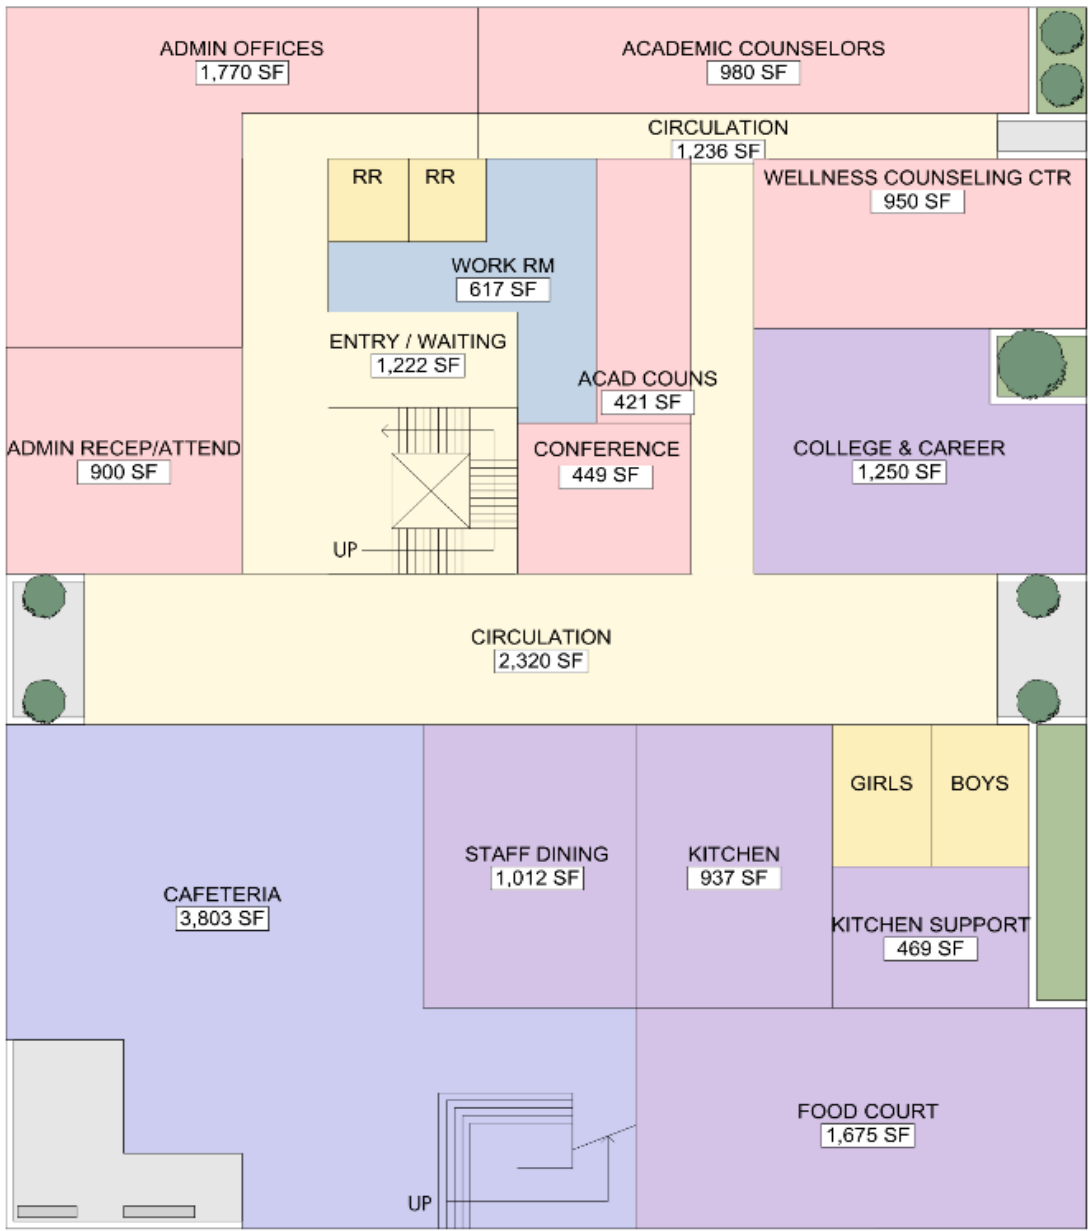 ADMIN OFFICES
1,770 SF
ACADEMIC COUNSELORS
980 SF
CIRCULATION
1,236 SF
RR
RR
WELLNESS COUNSELING CTR
950 SF
WORK RM
617 SF
ENTRY / WAITING
1,222 SF
ACAD COUNS
421 SF
ADMIN RECEP/ATTEND
900 SF
CONFERENCE
449 SF
COLLEGE & CAREER
1,250 SF
UP
CIRCULATION
2,320 SF
GIRLS
BOYS
STAFF DINING
1,012 SF
KITCHEN
937 SF
CAFETERIA
3,803 SF
KITCHEN SUPPORT
469 SF
FOOD COURT
1,675 SF
UP